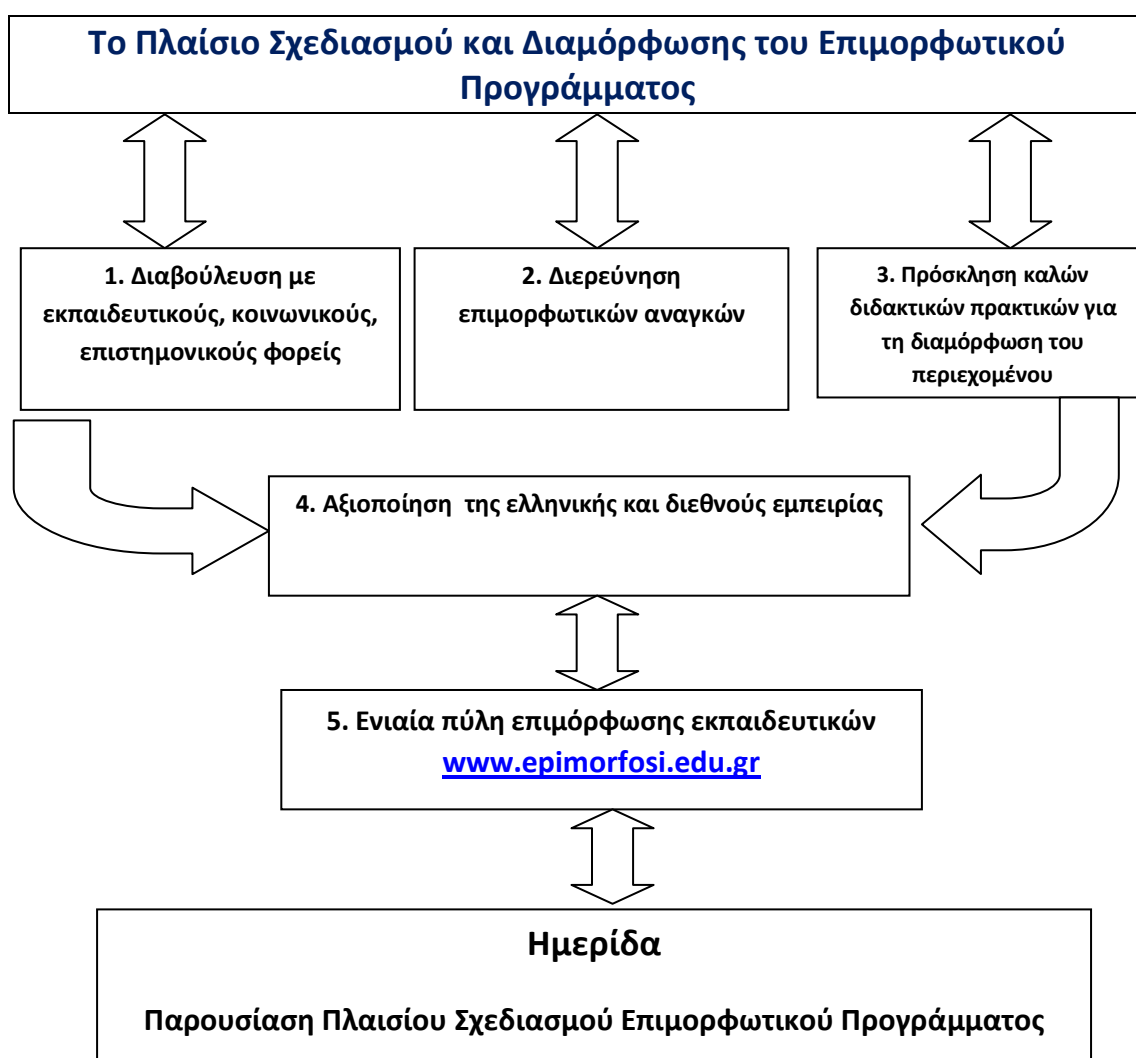 Το Πλαίσιο Σχεδιασμού και Διαμόρφωσης του Επιμορφωτικού
Προγράμματος
1. Διαβούλευση με
εκπαιδευτικούς, κοινωνικούς,
επιστημονικούς φορείς
2. Διερεύνηση
επιμορφωτικών αναγκών
3. Πρόσκληση καλών
διδακτικών πρακτικών για
τη διαμόρφωση του
περιεχομένου
4. Αξιοποίηση της ελληνικής και διεθνούς εμπειρίας
5. Ενιαία πύλη επιμόρφωσης εκπαιδευτικών
www.epimorfosi.edu.gr
Ημερίδα
Παρουσίαση Πλαισίου Σχεδιασμού Επιμορφωτικού Προγράμματος